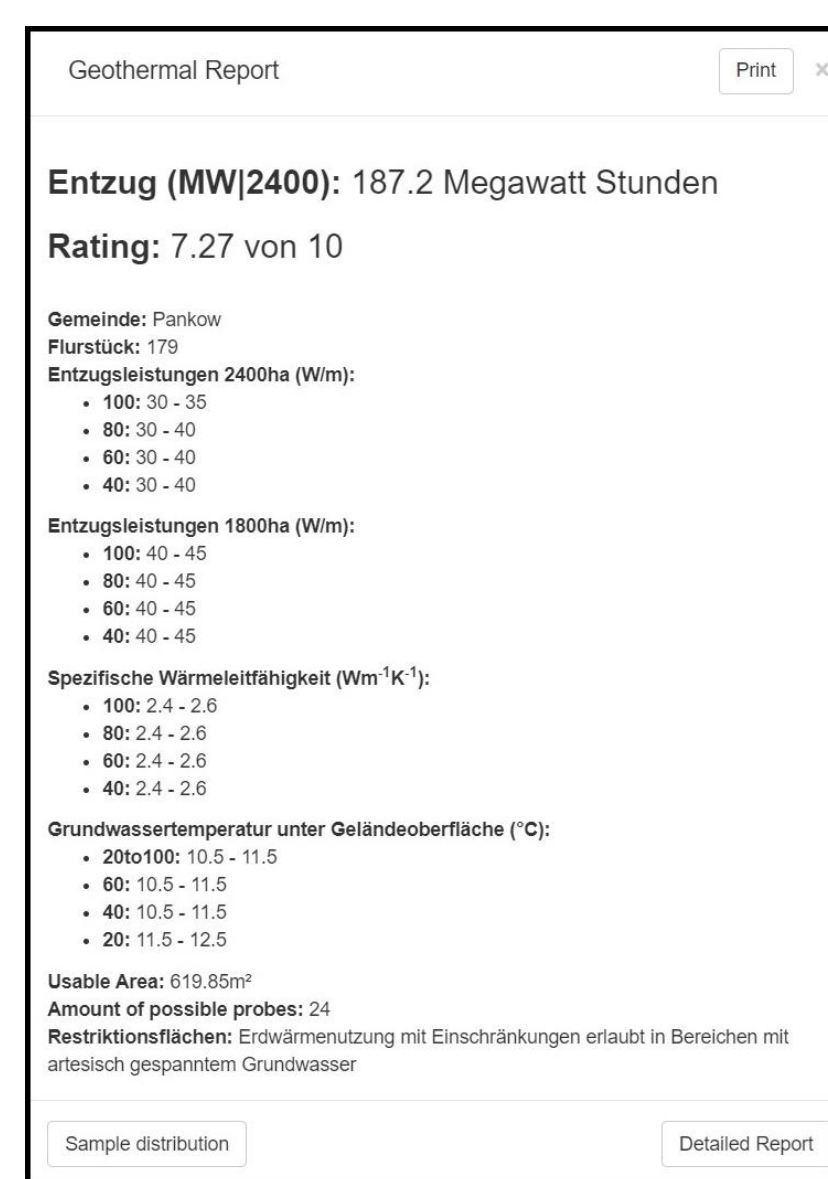 Geothermal Report
Print ×
Entzug (MW|2400): 187.2 Megawatt Stunden
Rating: 7.27 von 10
Gemeinde: Pankow
Flurstück: 179
Entzugsleistungen 2400ha (W/m):
• 100: 30 - 35
• 80: 30 - 40
• 60: 30 - 40
• 40: 30 - 40
Entzugsleistungen 1800ha (W/m):
• 100: 40 - 45
• 80: 40 - 45
• 60: 40 - 45
• 40: 40 - 45
Spezifische Wärmeleitfähigkeit (Wm⁻¹K⁻¹):
• 100: 2.4 - 2.6
• 80: 2.4 - 2.6
• 60: 2.4 - 2.6
• 40: 2.4 - 2.6
Grundwassertemperatur unter Geländeoberfläche (°C):
• 20to100: 10.5 - 11.5
• 60: 10.5 - 11.5
• 40: 10.5 - 11.5
• 20: 11.5 - 12.5
Usable Area: 619.85m²
Amount of possible probes: 24
Restriktionsflächen: Erdwärmenutzung mit Einschränkungen erlaubt in Bereichen mit
artesisch gespanntem Grundwasser
Sample distribution
Detailed Report